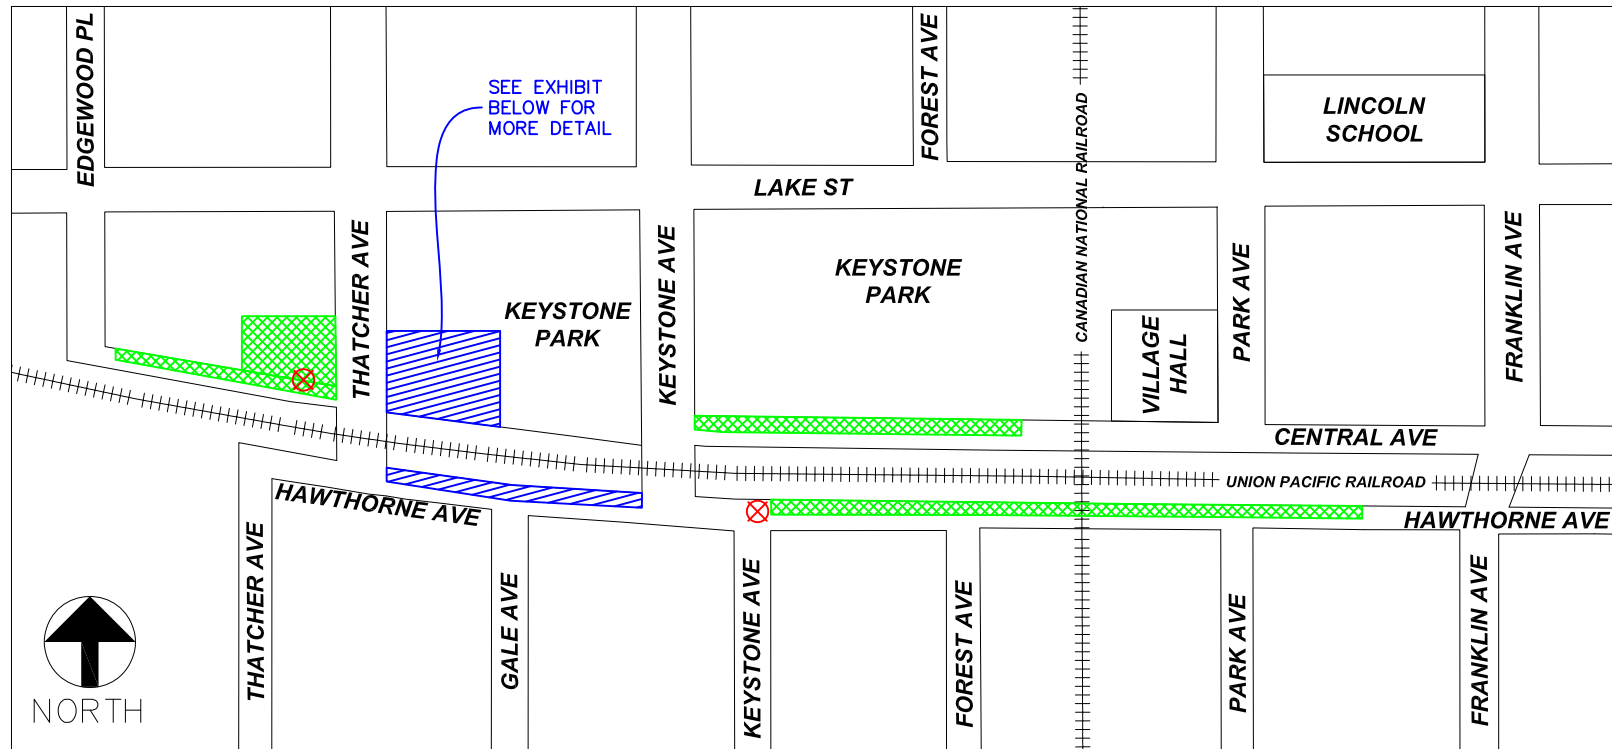 EDGEWOOD PL
FOREST AVE
SEE EXHIBIT
BELOW FOR
MORE DETAIL
CANADIAN NATIONAL RAILROAD
LINCOLN
SCHOOL
LAKE ST
THATCHER AVE
KEYSTONE AVE
KEYSTONE
PARK
KEYSTONE
PARK
PARK AVE
FRANKLIN AVE
VILLAGE
HALL
CENTRAL AVE
UNION PACIFIC RAILROAD
HAWTHORNE AVE
HAWTHORNE AVE
THATCHER AVE
GALE AVE
KEYSTONE AVE
FOREST AVE
PARK AVE
FRANKLIN AVE
NORTH